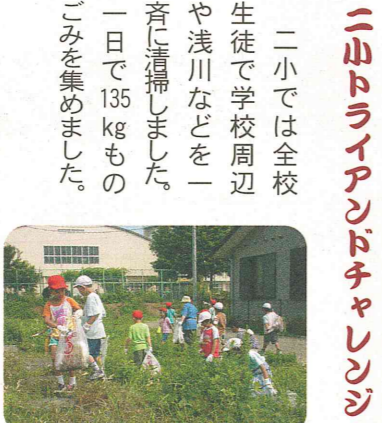 二小トライアンドチャレンジ
二小では全校
生徒で学校周辺
や浅川などを一
斉に清掃しました。
一日で135kgもの
ごみを集めました。